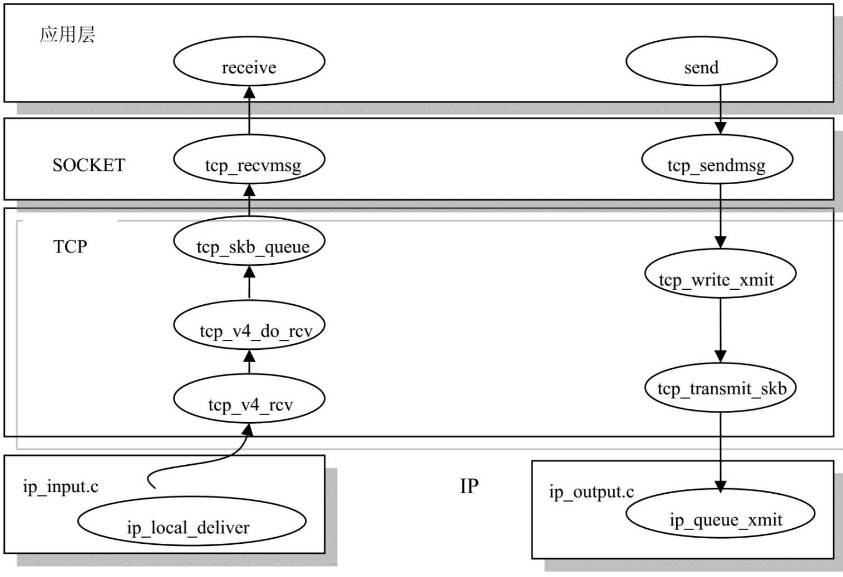 应用层
receive
send
SOCKET
tcp_recvmsg
tcp_sendmsg
TCP
tcp_skb_queue
tcp_write_xmit
tcp_v4_do_rcv
tcp_transmit_skb
tcp_v4_rcv
ip_input.c
IP
ip_output.c
ip_local_deliver
ip_queue_xmit